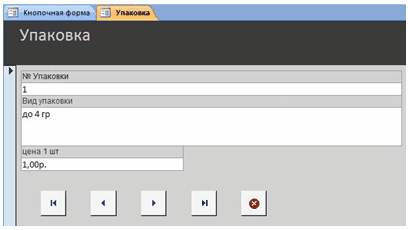 Кнопочная форма Упаковка
Упаковка
№ Упаковки
1
Вид упаковки
до 4 гр
цена 1 шт
1,00р.